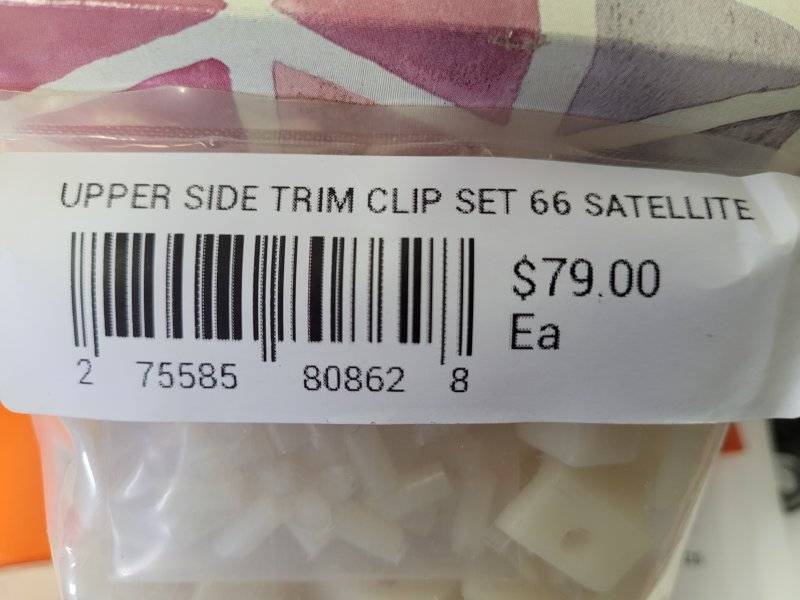 UPPER SIDE TRIM CLIP SET 66 SATELLITE
$79.00
Ea
2 75585 80862 8